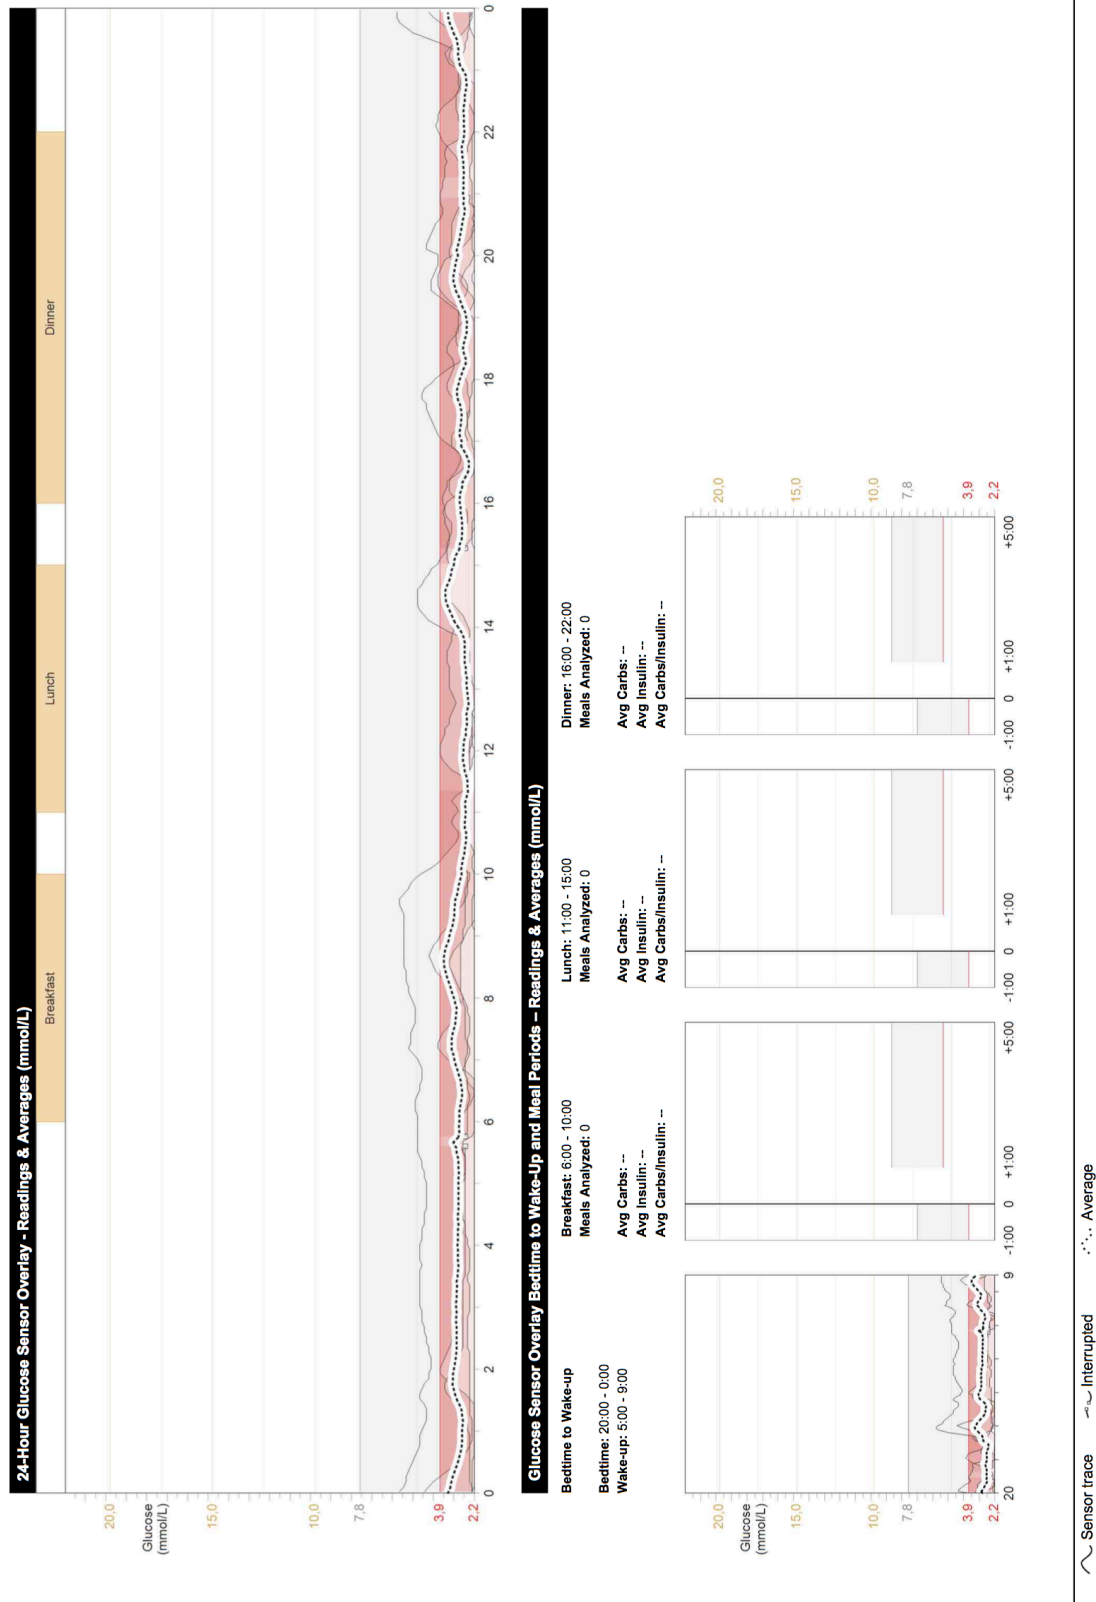 24-Hour Glucose Sensor Overlay - Readings & Averages (mmol/L)
Breakfast
Lunch
Dinner
20,0
Glucose
(mmol/L)
15,0
10,0
7,8
3,9
2,2
0
2
4
6
8
10
12
14
16
18
20
22
0
Glucose Sensor Overlay Bedtime to Wake-Up and Meal Periods – Readings & Averages (mmol/L)
Bedtime to Wake-up
Bedtime: 20:00 - 0:00
Wake-up: 5:00 - 9:00
Breakfast: 6:00 - 10:00
Meals Analyzed: 0
Avg Carbs: --
Avg Insulin: --
Avg Carbs/Insulin: --
Lunch: 11:00 - 15:00
Meals Analyzed: 0
Avg Carbs: --
Avg Insulin: --
Avg Carbs/Insulin: --
Dinner: 16:00 - 22:00
Meals Analyzed: 0
Avg Carbs: --
Avg Insulin: --
Avg Carbs/Insulin: --
20,0
Glucose
(mmol/L)
15,0
10,0
7,8
3,9
2,2
20
9
-1:00
0
+1:00
+5:00
-1:00
0
+1:00
+5:00
-1:00
0
+1:00
+5:00
20,0
15,0
10,0
7,8
3,9
2,2
Sensor trace
Interrupted
Average